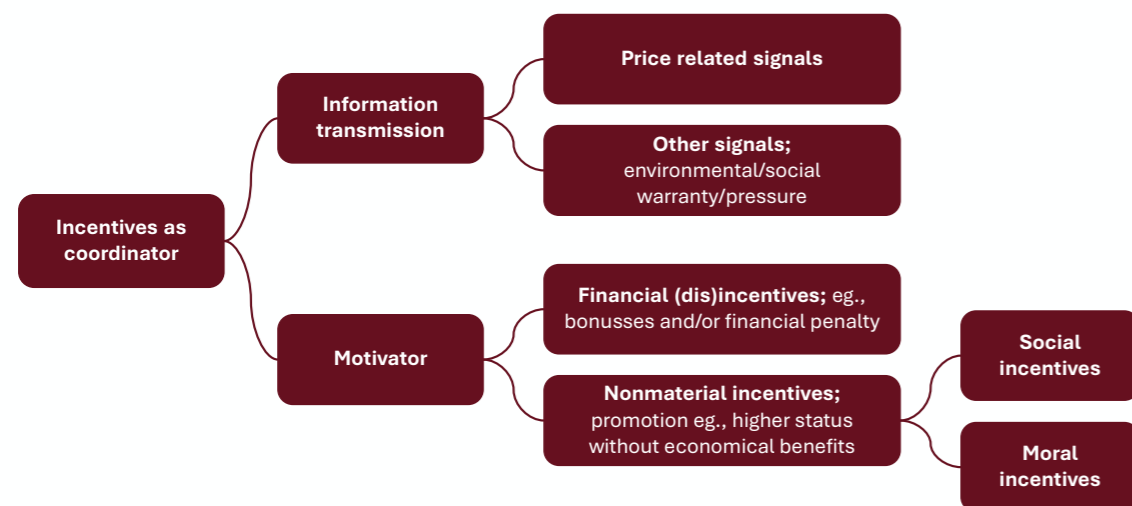 Price related signals
Information
transmission
Other signals;
environmental/social
warranty/pressure
Incentives as
coordinator
Financial (dis)incentives; eg.,
bonusses and/or financial penalty
Motivator
Social
incentives
Nonmaterial incentives;
promotion eg., higher status
without economical benefits
Moral
incentives